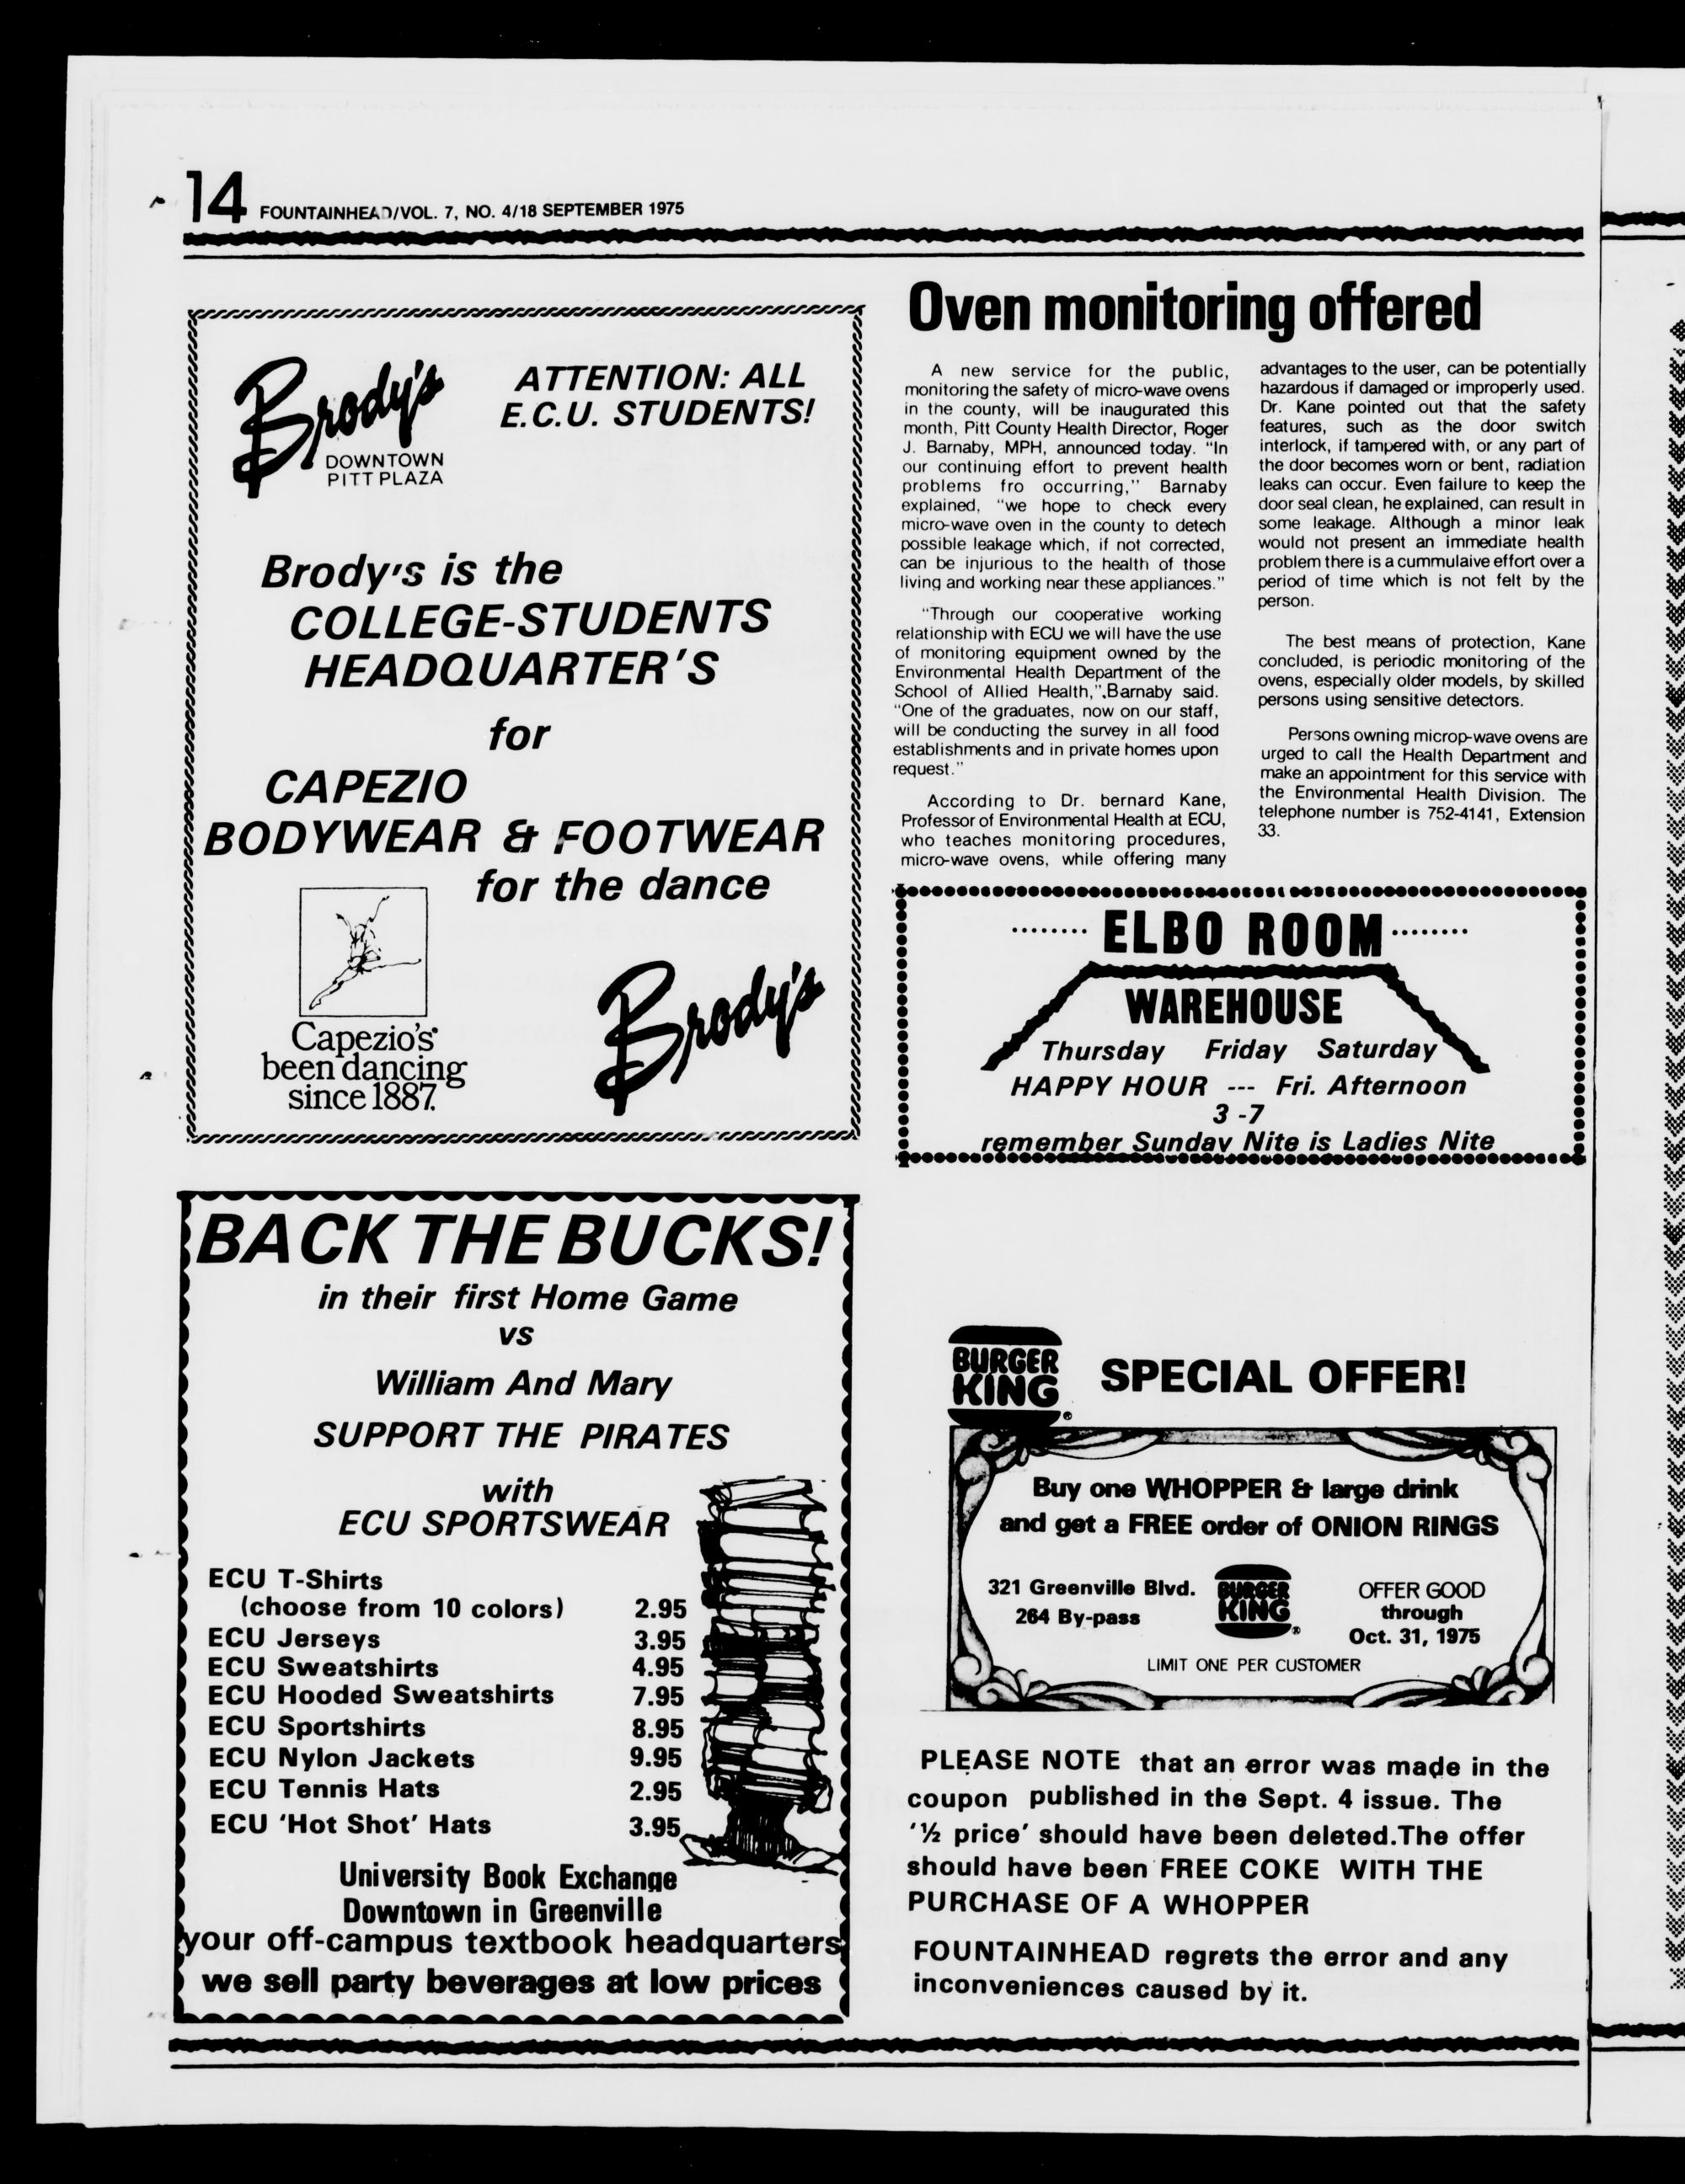 14 FOUNTAINHEAD/VOL. 7, NO. 4/18 SEPTEMBER 1975
Brody's
DOWNTOWN
PITT PLAZA
ATTENTION: ALL
E.C.U. STUDENTS!
Brody's is the
COLLEGE-STUDENTS
HEADQUARTER'S
for
CAPEZIO
BODYWEAR & FOOTWEAR
for the dance
Capezio's
been dancing
since 1887.
Brody's
BACK THE BUCKS!
in their first Home Game
vs
William And Mary
SUPPORT THE PIRATES
with
ECU SPORTSWEAR
ECU T-Shirts
(choose from 10 colors) 2.95
ECU Jerseys 3.95
ECU Sweatshirts 4.95
ECU Hooded Sweatshirts 7.95
ECU Sportshirts 8.95
ECU Nylon Jackets 9.95
ECU Tennis Hats 2.95
ECU 'Hot Shot' Hats 3.95
University Book Exchange
Downtown in Greenville
your off-campus textbook headquarters
we sell party beverages at low prices
Oven monitoring offered
A new service for the public,
monitoring the safety of micro-wave ovens
in the county, will be inaugurated this
month, Pitt County Health Director, Roger
J. Barnaby, MPH, announced today. "In
our continuing effort to prevent health
problems fro occurring," Barnaby
explained, "we hope to check every
micro-wave oven in the county to detech
possible leakage which, if not corrected,
can be injurious to the health of those
living and working near these appliances."
"Through our cooperative working
relationship with ECU we will have the use
of monitoring equipment owned by the
Environmental Health Department of the
School of Allied Health,".Barnaby said.
"One of the graduates, now on our staff,
will be conducting the survey in all food
establishments and in private homes upon
request."
According to Dr. bernard Kane,
Professor of Environmental Health at ECU,
who teaches monitoring procedures,
micro-wave ovens, while offering many
advantages to the user, can be potentially
hazardous if damaged or improperly used.
Dr. Kane pointed out that the safety
features, such as the door switch
interlock, if tampered with, or any part of
the door becomes worn or bent, radiation
leaks can occur. Even failure to keep the
door seal clean, he explained, can result in
some leakage. Although a minor leak
would not present an immediate health
problem there is a cummulaive effort over a
period of time which is not felt by the
person.
The best means of protection, Kane
concluded, is periodic monitoring of the
ovens, especially older models, by skilled
persons using sensitive detectors.
Persons owning microp-wave ovens are
urged to call the Health Department and
make an appointment for this service with
the Environmental Health Division. The
telephone number is 752-4141, Extension
33.
........ ELBO ROOM ........
WAREHOUSE
Thursday Friday Saturday
HAPPY HOUR --- Fri. Afternoon
3 -7
remember Sunday Nite is Ladies Nite
BURGER
KING®
SPECIAL OFFER!
Buy one WHOPPER & large drink
and get a FREE order of ONION RINGS
321 Greenville Blvd.
264 By-pass
BURGER
KING®
OFFER GOOD
through
Oct. 31, 1975
LIMIT ONE PER CUSTOMER
PLEASE NOTE that an error was made in the
coupon published in the Sept. 4 issue. The
'½ price' should have been deleted.The offer
should have been FREE COKE WITH THE
PURCHASE OF A WHOPPER
FOUNTAINHEAD regrets the error and any
inconveniences caused by it.